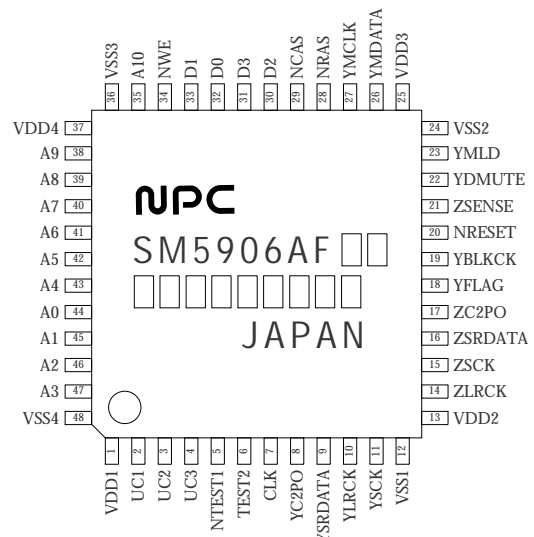 VSS3
A10
NWE
D1
D0
D3
D2
NCAS
NRAS
YMCLK
YMDATA
VDD3
36
35
34
33
32
31
30
29
28
27
26
25
VDD4 37
A9 38
A8 39
A7 40
A6 41
A5 42
A4 43
A0 44
A1 45
A2 46
A3 47
VSS4 48
NPC
SM5906AF
JAPAN
24 VSS2
23 YMLD
22 YDMUTE
21 ZSENSE
20 NRESET
19 YBLKCK
18 YFLAG
17 ZC2PO
16 ZSRDATA
15 ZSCK
14 ZLRCK
13 VDD2
1
2
3
4
5
6
7
8
9
10
11
12
VDD1
UC1
UC2
UC3
NTEST1
TEST2
CLK
YC2PO
YSRDATA
YLRCK
YSCK
VSS1